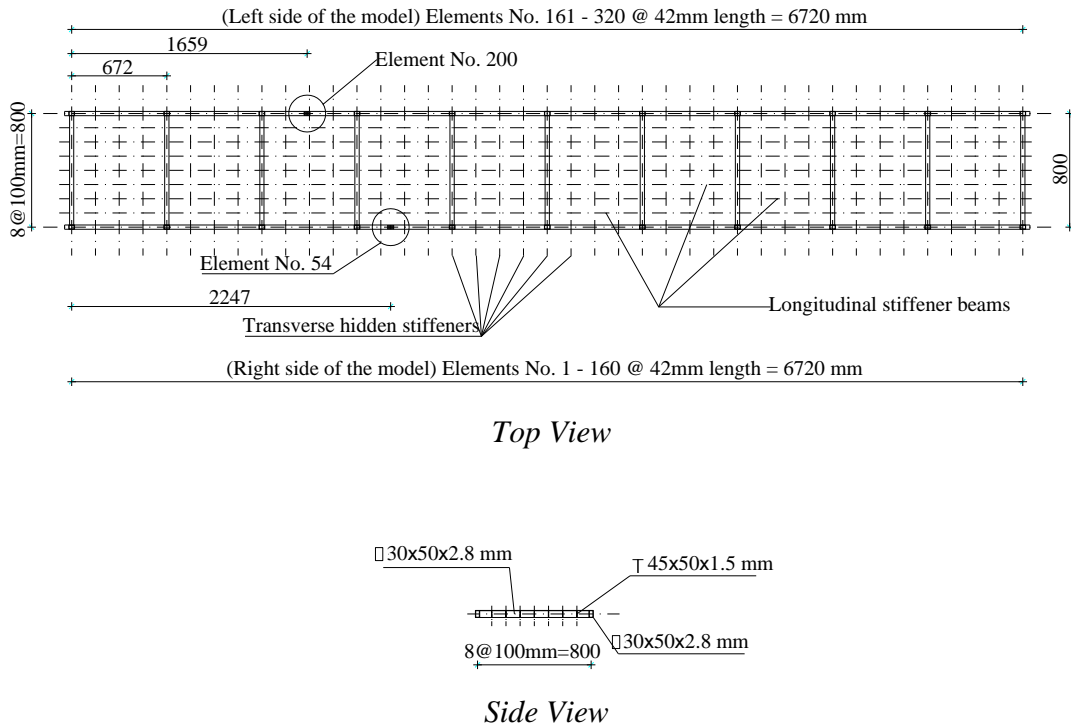 (Left side of the model) Elements No. 161 - 320 @ 42mm length = 6720 mm
1659
Element No. 200
672
8@100mm=800
800
Element No. 54
2247
Longitudinal stiffener beams
Transverse hidden stiffeners
(Right side of the model) Elements No. 1 - 160 @ 42mm length = 6720 mm
Top View
30x50x2.8 mm
45x50x1.5 mm
30x50x2.8 mm
8@100mm=800
Side View